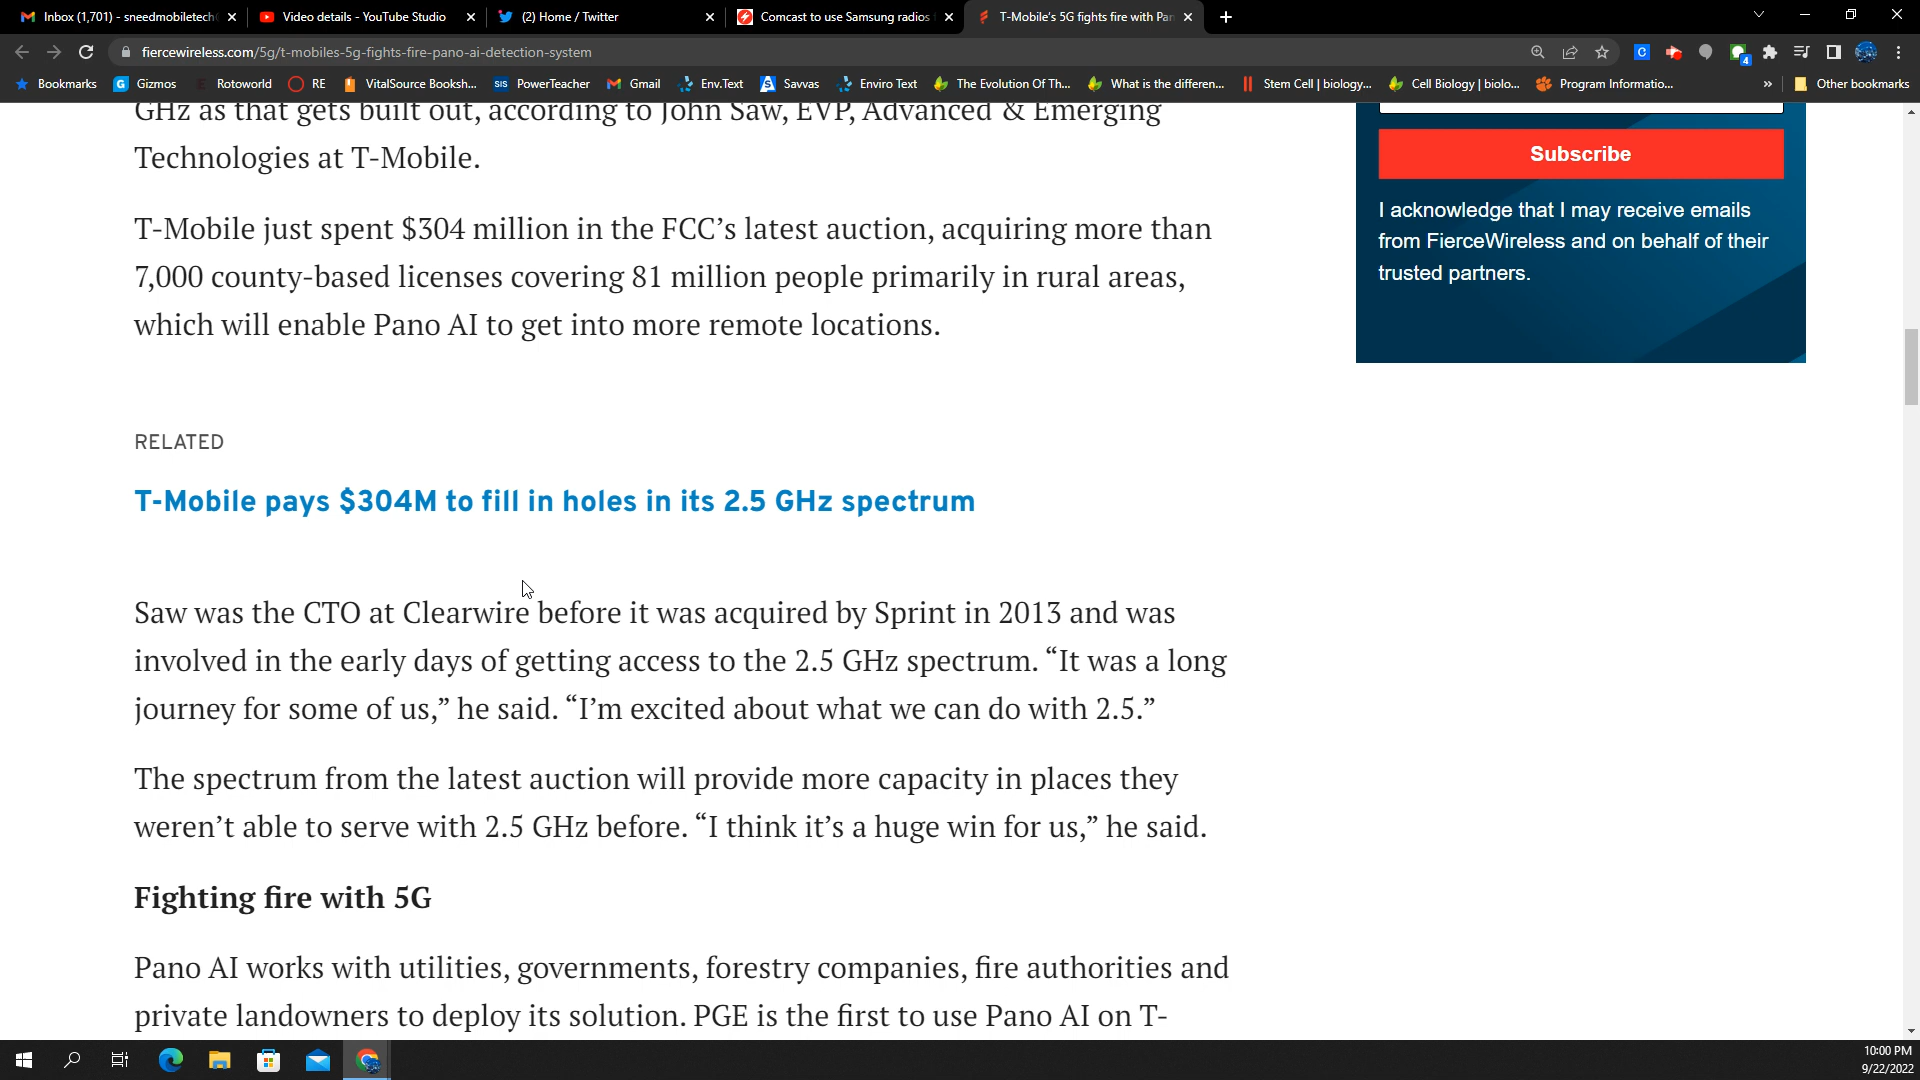 Inbox (1,701) - sneedmobiletech
Video details - YouTube Studio
(2) Home / Twitter
Comcast to use Samsung radios
T-Mobile's 5G fights fire with Pan
fiercewireless.com/5g/t-mobiles-5g-fights-fire-pano-ai-detection-system
4
Bookmarks
Gizmos
Rotoworld
RE
VitalSource Booksh...
SIS PowerTeacher
Gmail
Env.Text
Savvas
Enviro Text
The Evolution Of Th...
What is the differen...
Stem Cell | biology...
Cell Biology | biolo...
Program Informatio...
»
Other bookmarks
GHz as that gets built out, according to John Saw, EVP, Advanced & Emerging
Technologies at T-Mobile.
T-Mobile just spent $304 million in the FCC’s latest auction, acquiring more than
7,000 county-based licenses covering 81 million people primarily in rural areas,
which will enable Pano AI to get into more remote locations.
RELATED
T-Mobile pays $304M to fill in holes in its 2.5 GHz spectrum
Saw was the CTO at Clearwire before it was acquired by Sprint in 2013 and was
involved in the early days of getting access to the 2.5 GHz spectrum. “It was a long
journey for some of us,” he said. “I’m excited about what we can do with 2.5.”
The spectrum from the latest auction will provide more capacity in places they
weren’t able to serve with 2.5 GHz before. “I think it’s a huge win for us,” he said.
Fighting fire with 5G
Pano AI works with utilities, governments, forestry companies, fire authorities and
private landowners to deploy its solution. PGE is the first to use Pano AI on T-
Subscribe
I acknowledge that I may receive emails
from FierceWireless and on behalf of their
trusted partners.
10:00 PM
9/22/2022